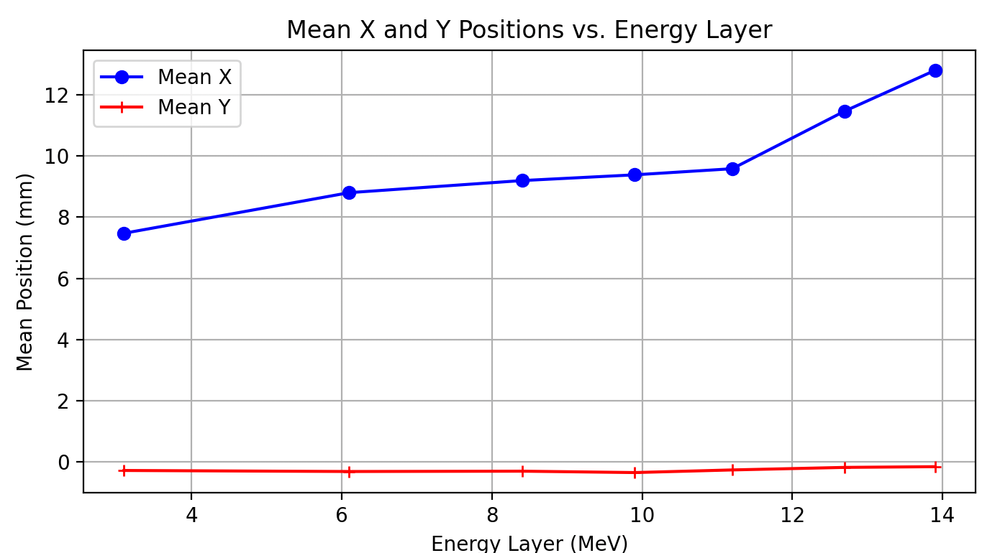 Mean X and Y Positions vs. Energy Layer
Mean X
Mean Y
Mean Position (mm)
12
10
8
6
4
2
0
4
6
8
10
12
14
Energy Layer (MeV)